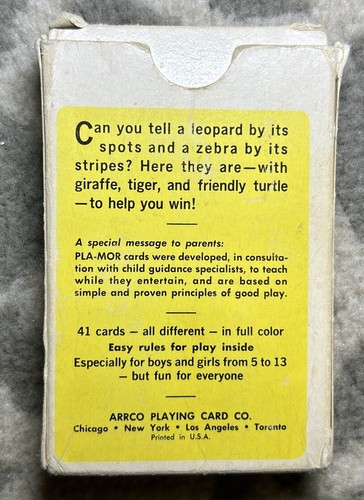 Can you tell a leopard by its
spots and a zebra by its
stripes? Here they are—with
giraffe, tiger, and friendly turtle
—to help you win!
A special message to parents:
PLA-MOR cards were developed, in consulta-
tion with child guidance specialists, to teach
while they entertain, and are based on
simple and proven principles of good play.
41 cards — all different — in full color
Easy rules for play inside
Especially for boys and girls from 5 to 13
— but fun for everyone
ARRCO PLAYING CARD CO.
Chicago • New York • Los Angeles • Toronto
Printed in U.S.A.